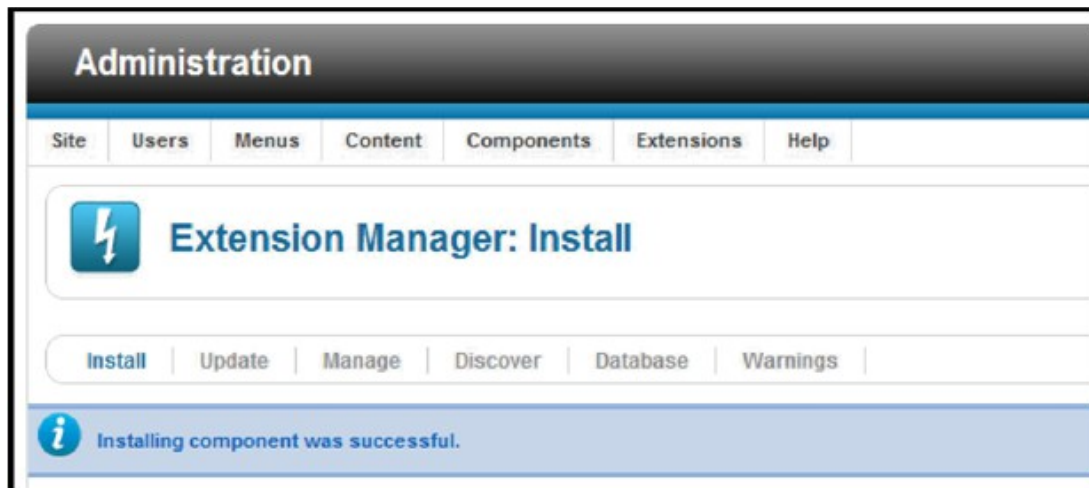 Administration
Site Users Menus Content Components Extensions Help
Extension Manager: Install
Install Update Manage Discover Database Warnings
i Installing component was successful.